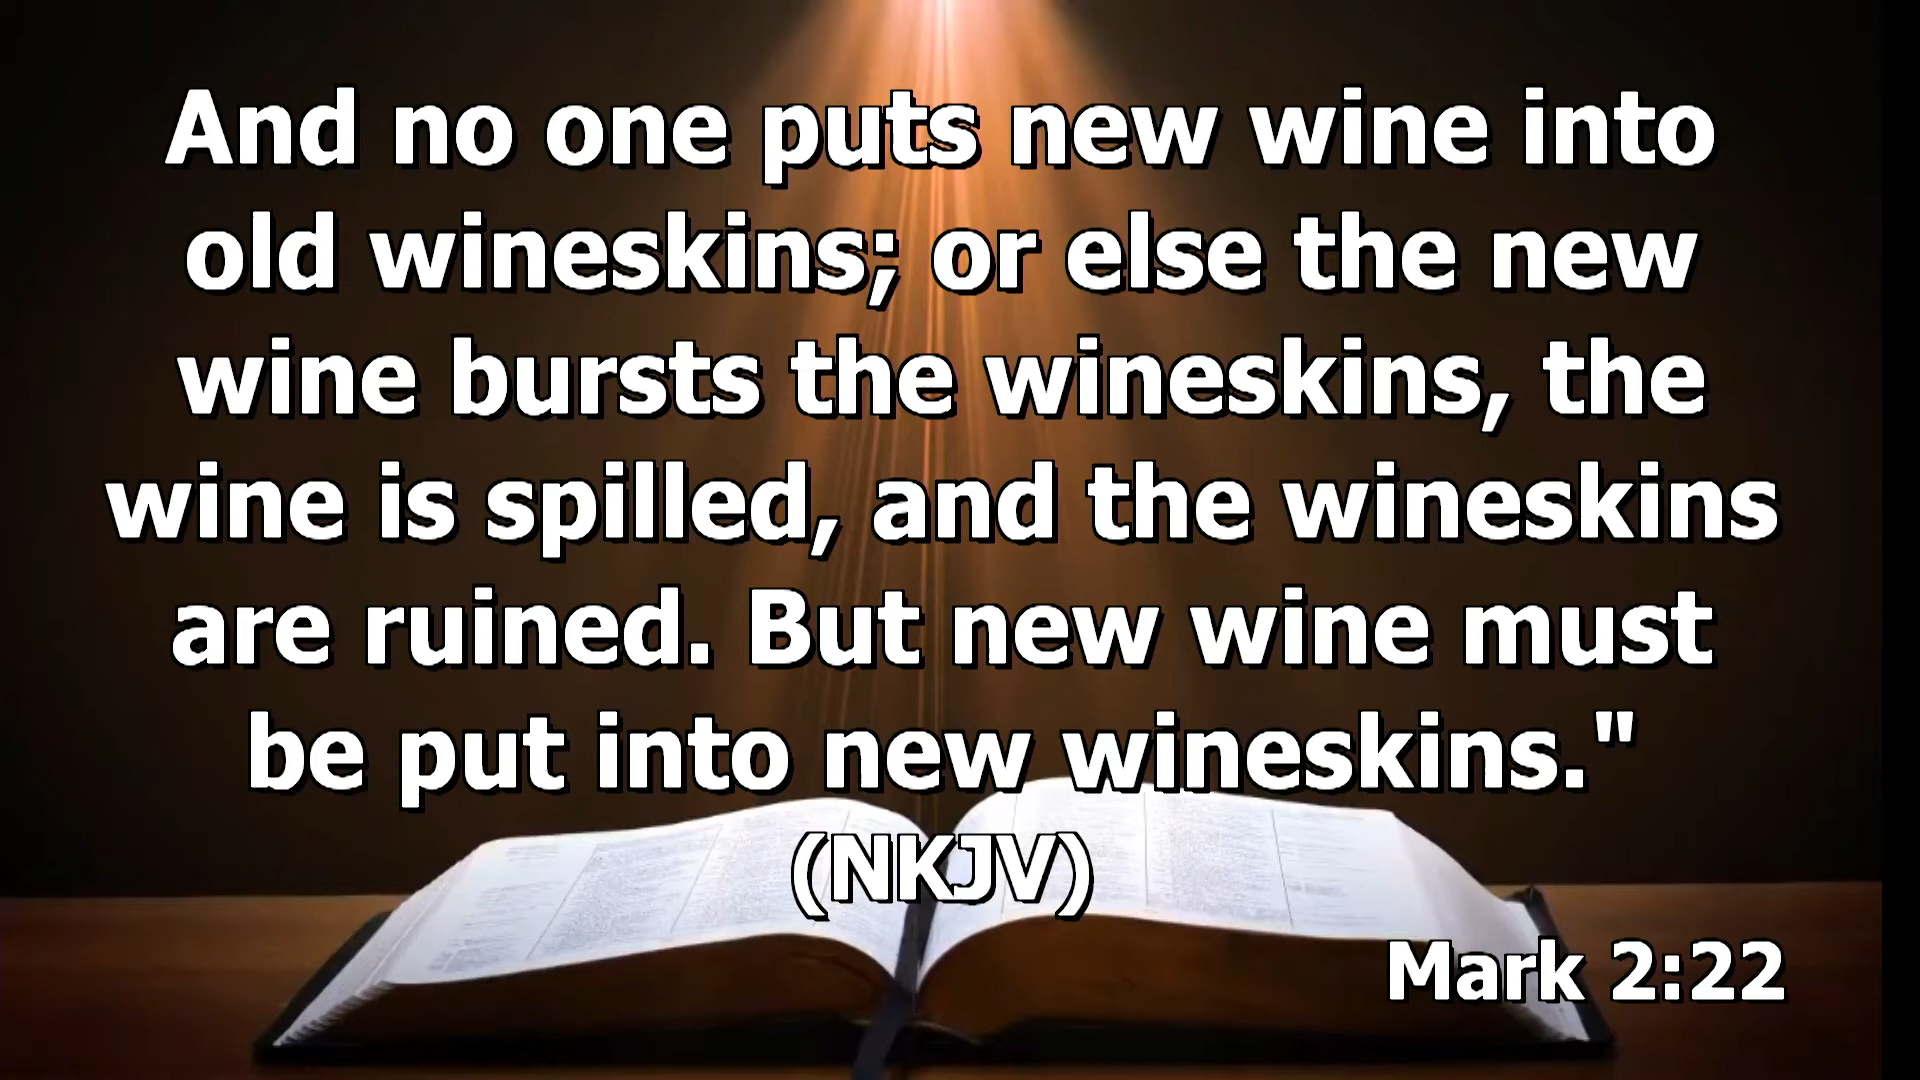 And no one puts new wine into
old wineskins; or else the new
wine bursts the wineskins, the
wine is spilled, and the wineskins
are ruined. But new wine must
be put into new wineskins."
(NKJV)
Mark 2:22